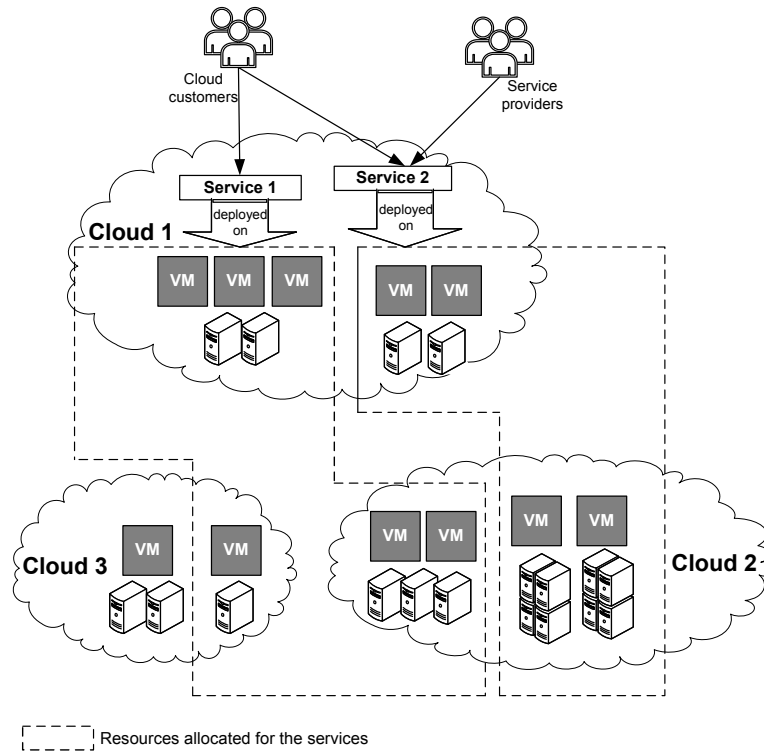 Cloud
customers
Service
providers
Service 1
Service 2
deployed
on
deployed
on
Cloud 1
VM
VM
VM
VM
VM
Cloud 3
VM
VM
VM
VM
VM
VM
Cloud 2
Resources allocated for the services